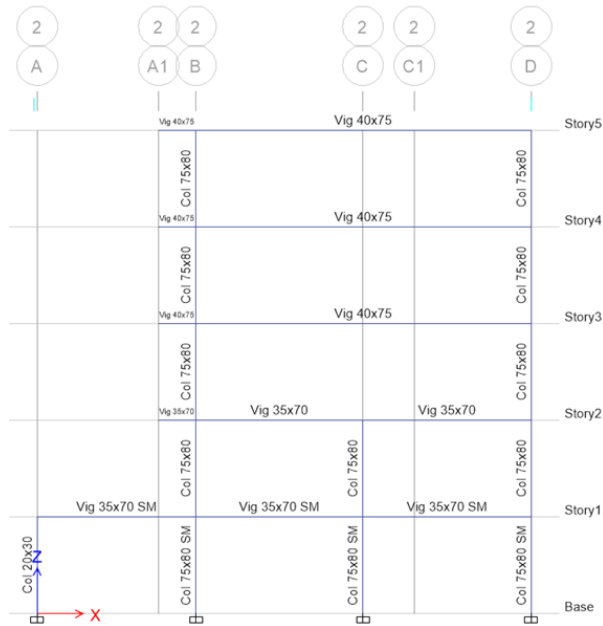 2 2 2 2 2 2
A A1 B C C1 D
Vig 40x75 Vig 40x75 Story5
Col 75x80 Col 75x80
Vig 40x75 Vig 40x75 Story4
Col 75x80 Col 75x80
Vig 40x75 Vig 40x75 Story3
Col 75x80 Col 75x80
Vig 35x70 Vig 35x70 Vig 35x70 Story2
Col 75x80 Col 75x80 Col 75x80
Vig 35x70 SM Vig 35x70 SM Vig 35x70 SM Story1
Col 20x30 Col 75x80 SM Col 75x80 SM Col 75x80 SM
Z
X Base